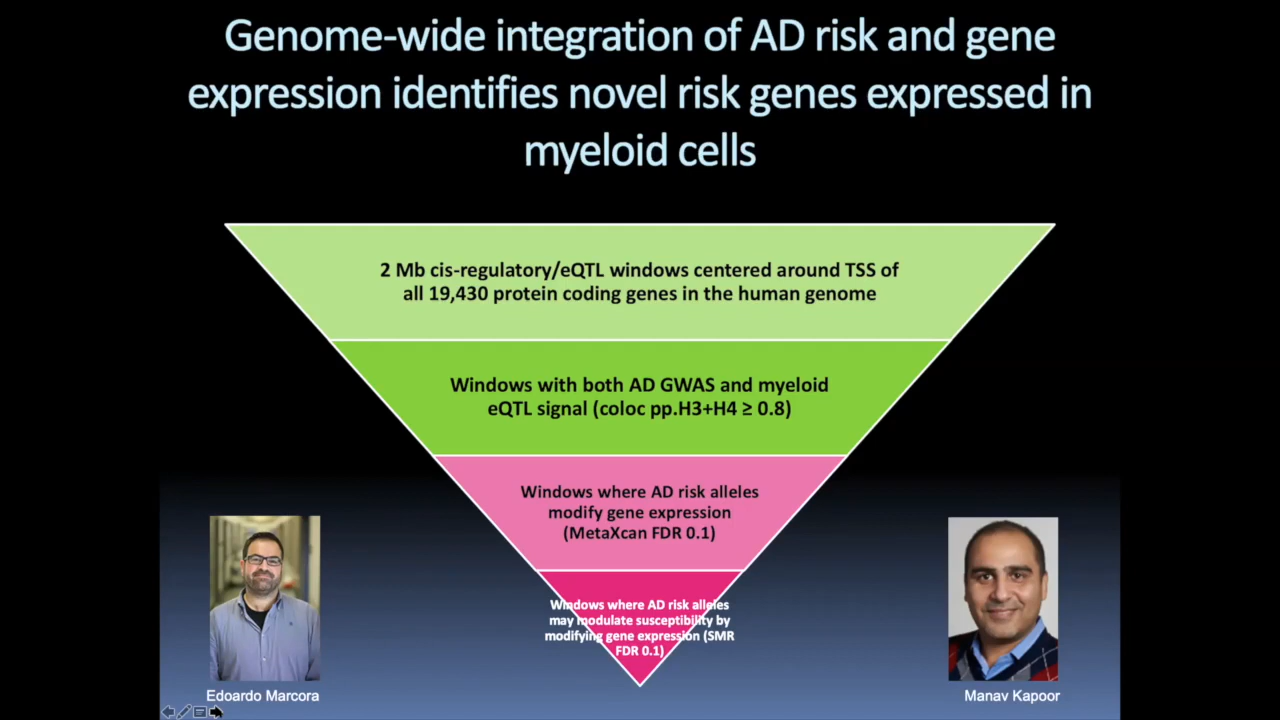 Genome-wide integration of AD risk and gene
expression identifies novel risk genes expressed in
myeloid cells
2 Mb cis-regulatory/eQTL windows centered around TSS of
all 19,430 protein coding genes in the human genome
Windows with both AD GWAS and myeloid
eQTL signal (coloc pp.H3+H4 ≥ 0.8)
Windows where AD risk alleles
modify gene expression
(MetaXcan FDR 0.1)
Windows where AD risk alleles
may modulate susceptibility by
modifying gene expression (SMR
FDR 0.1)
Edoardo Marcora
Manav Kapoor